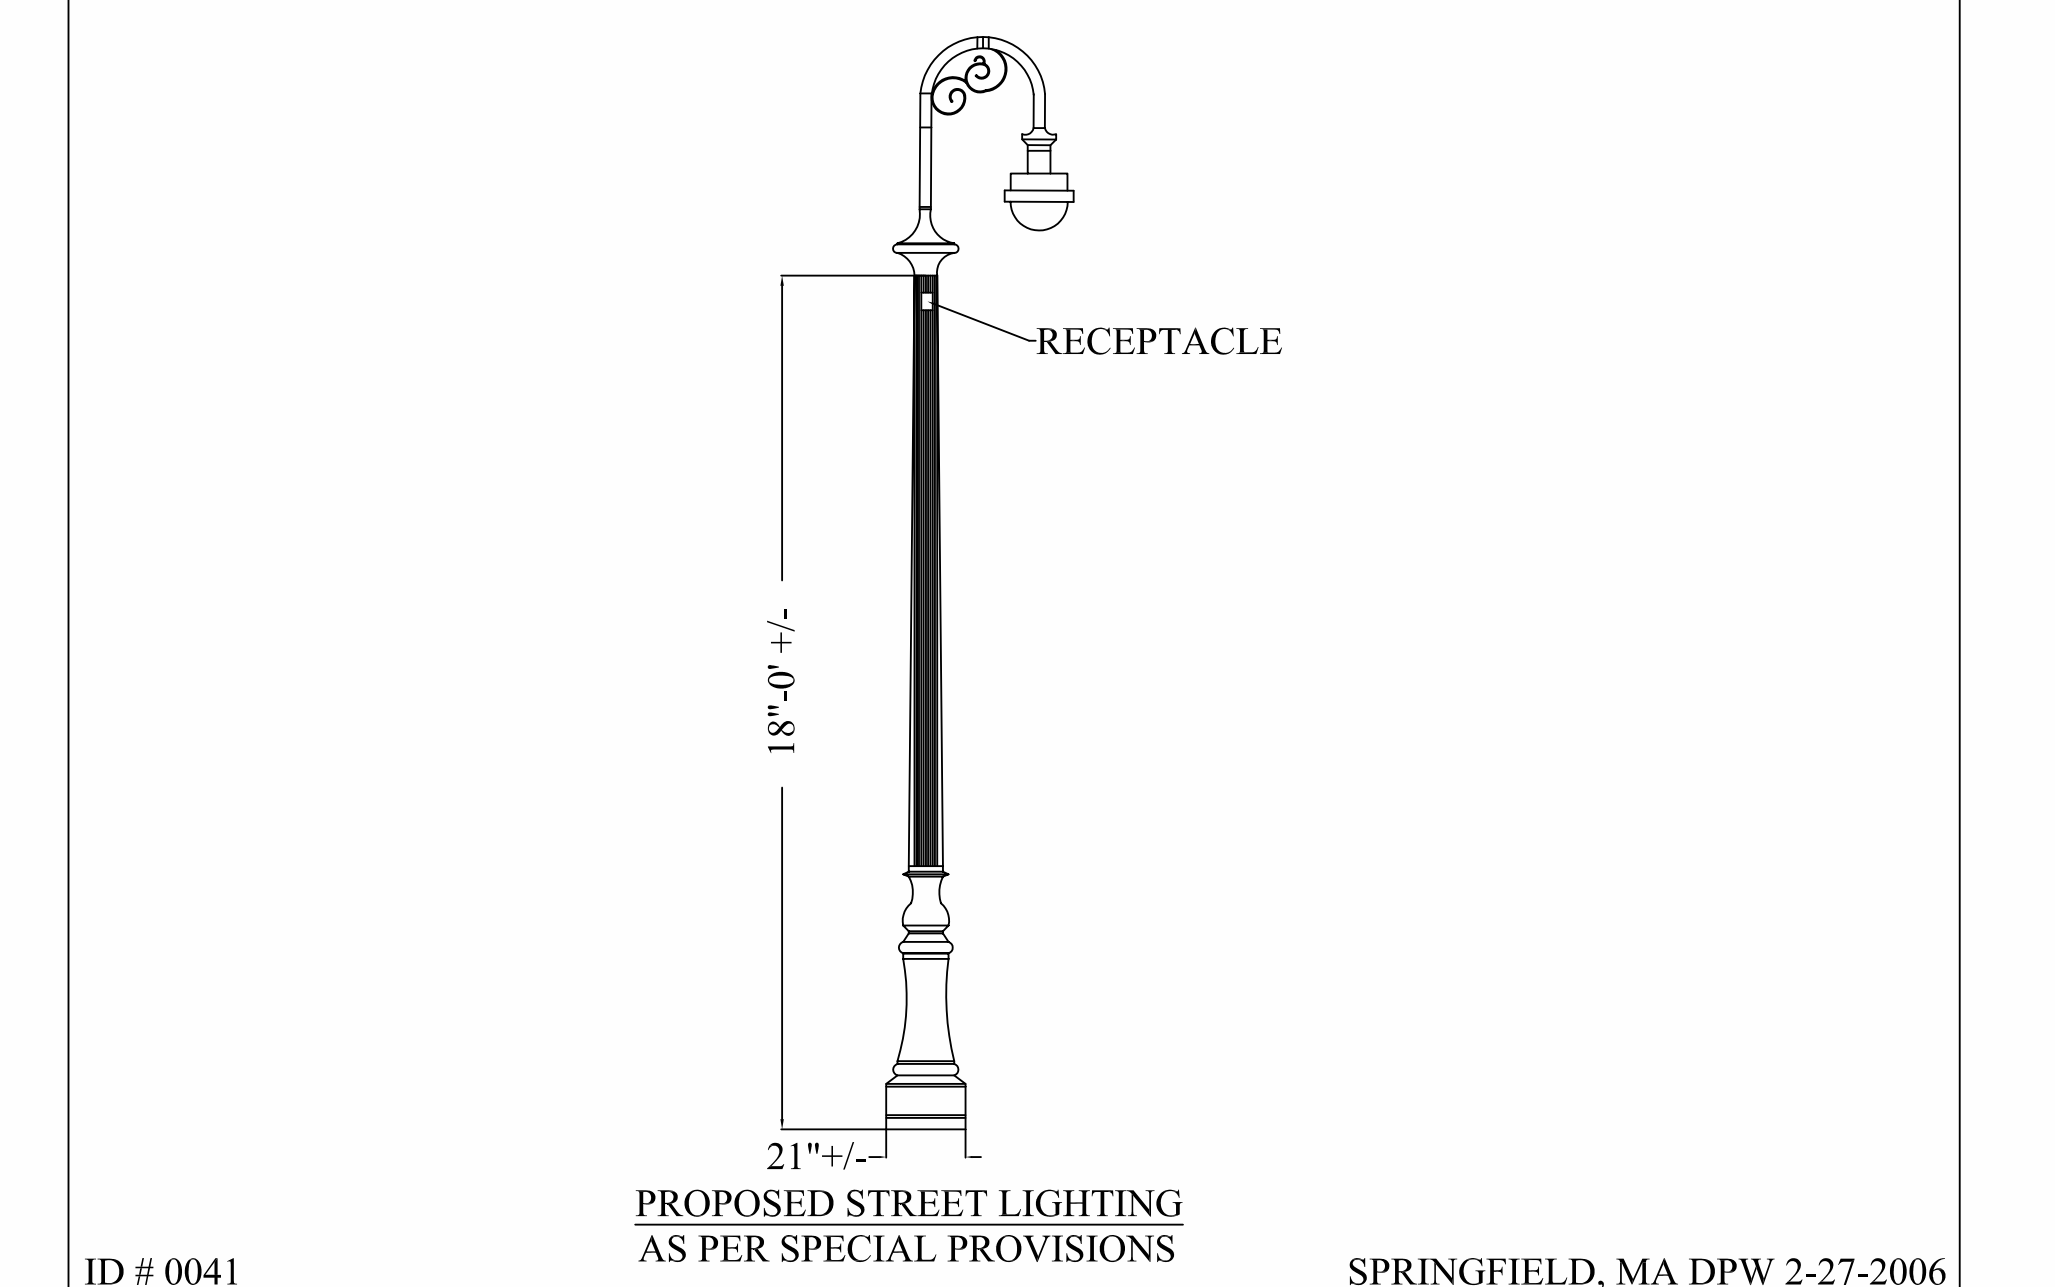 RECEPTACLE
18"-0' +/-
21"+/-
PROPOSED STREET LIGHTING
AS PER SPECIAL PROVISIONS
ID # 0041
SPRINGFIELD, MA DPW 2-27-2006